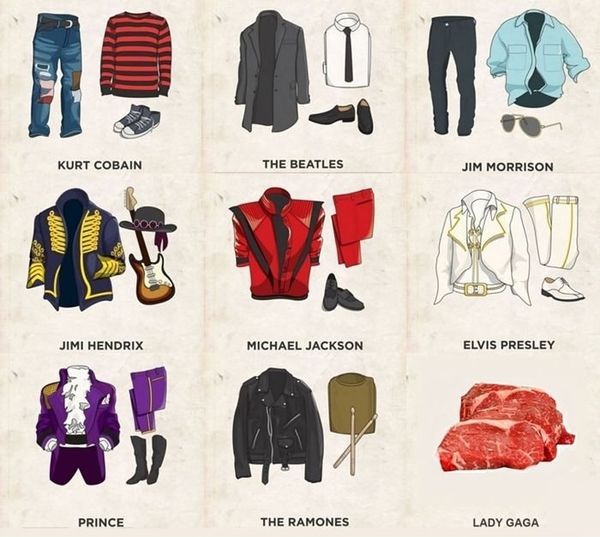 KURT COBAIN
THE BEATLES
JIM MORRISON
JIMI HENDRIX
MICHAEL JACKSON
ELVIS PRESLEY
PRINCE
THE RAMONES
LADY GAGA